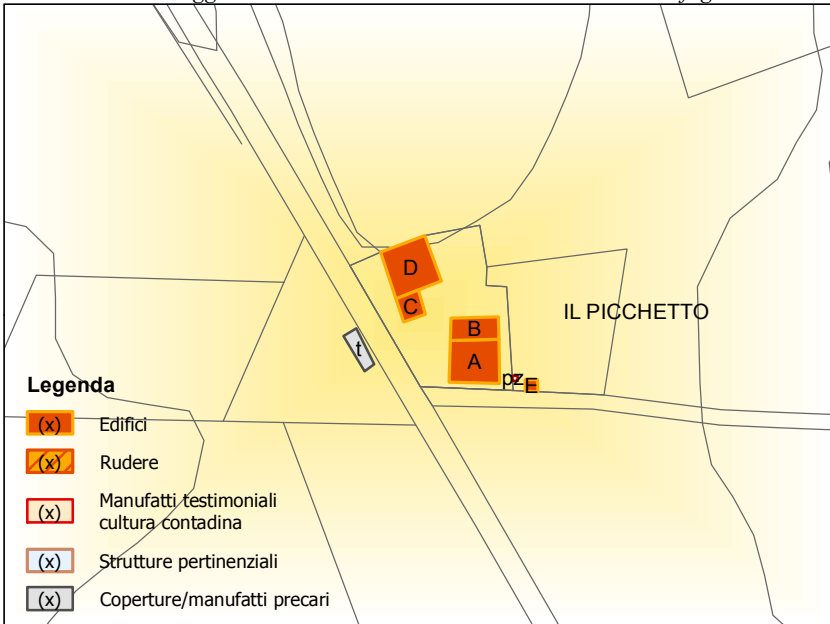 D
C
IL PICCHETTO
B
t
A
pz
E
Legenda
(x) Edifici
(x) Rudere
(x) Manufatti testimoniali
cultura contadina
(x) Strutture pertinenziali
(x) Coperture/manufatti precari